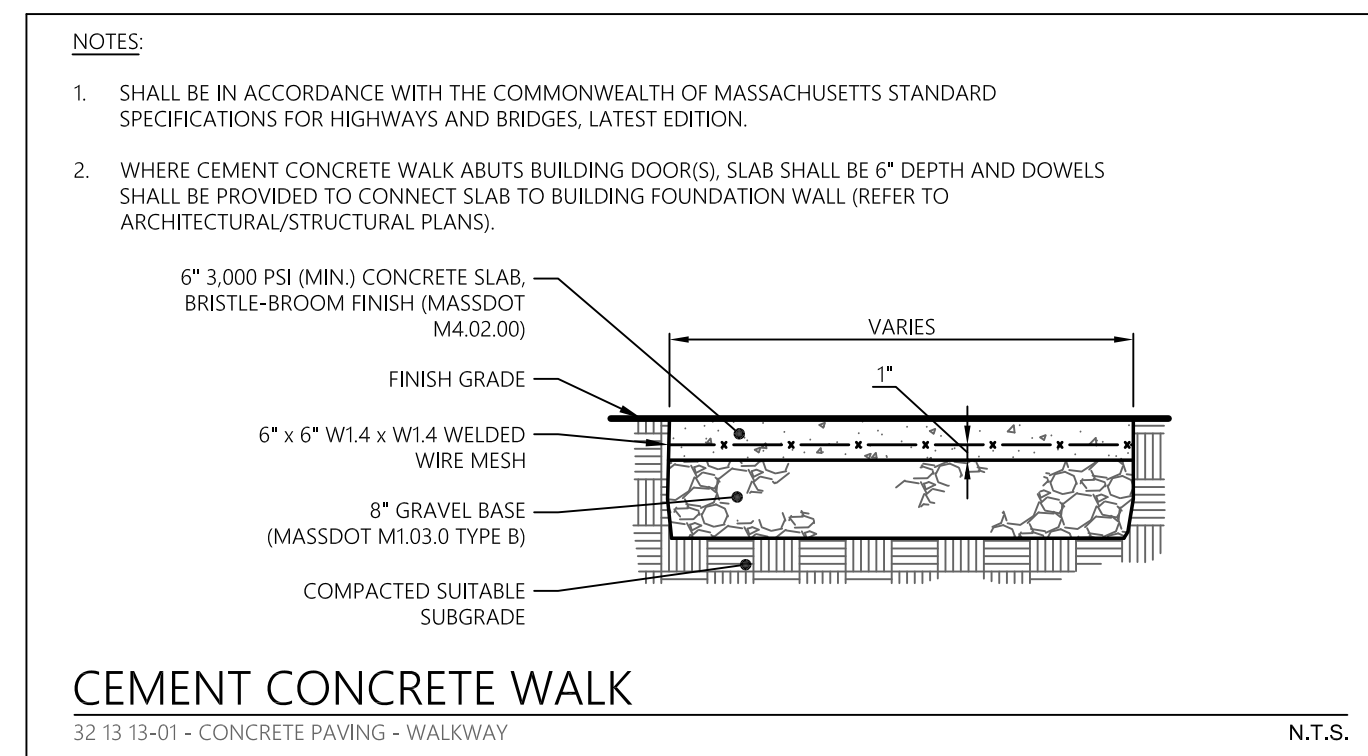 NOTES:
1. SHALL BE IN ACCORDANCE WITH THE COMMONWEALTH OF MASSACHUSETTS STANDARD
SPECIFICATIONS FOR HIGHWAYS AND BRIDGES, LATEST EDITION.
2. WHERE CEMENT CONCRETE WALK ABUTS BUILDING DOOR(S), SLAB SHALL BE 6" DEPTH AND DOWELS
SHALL BE PROVIDED TO CONNECT SLAB TO BUILDING FOUNDATION WALL (REFER TO
ARCHITECTURAL/STRUCTURAL PLANS).
6" 3,000 PSI (MIN.) CONCRETE SLAB,
BRISTLE-BROOM FINISH (MASSDOT
M4.02.00)
VARIES
1"
FINISH GRADE
6" x 6" W1.4 x W1.4 WELDED
WIRE MESH
8" GRAVEL BASE
(MASSDOT M1.03.0 TYPE B)
COMPACTED SUITABLE
SUBGRADE
CEMENT CONCRETE WALK
32 13 13-01 - CONCRETE PAVING - WALKWAY
N.T.S.